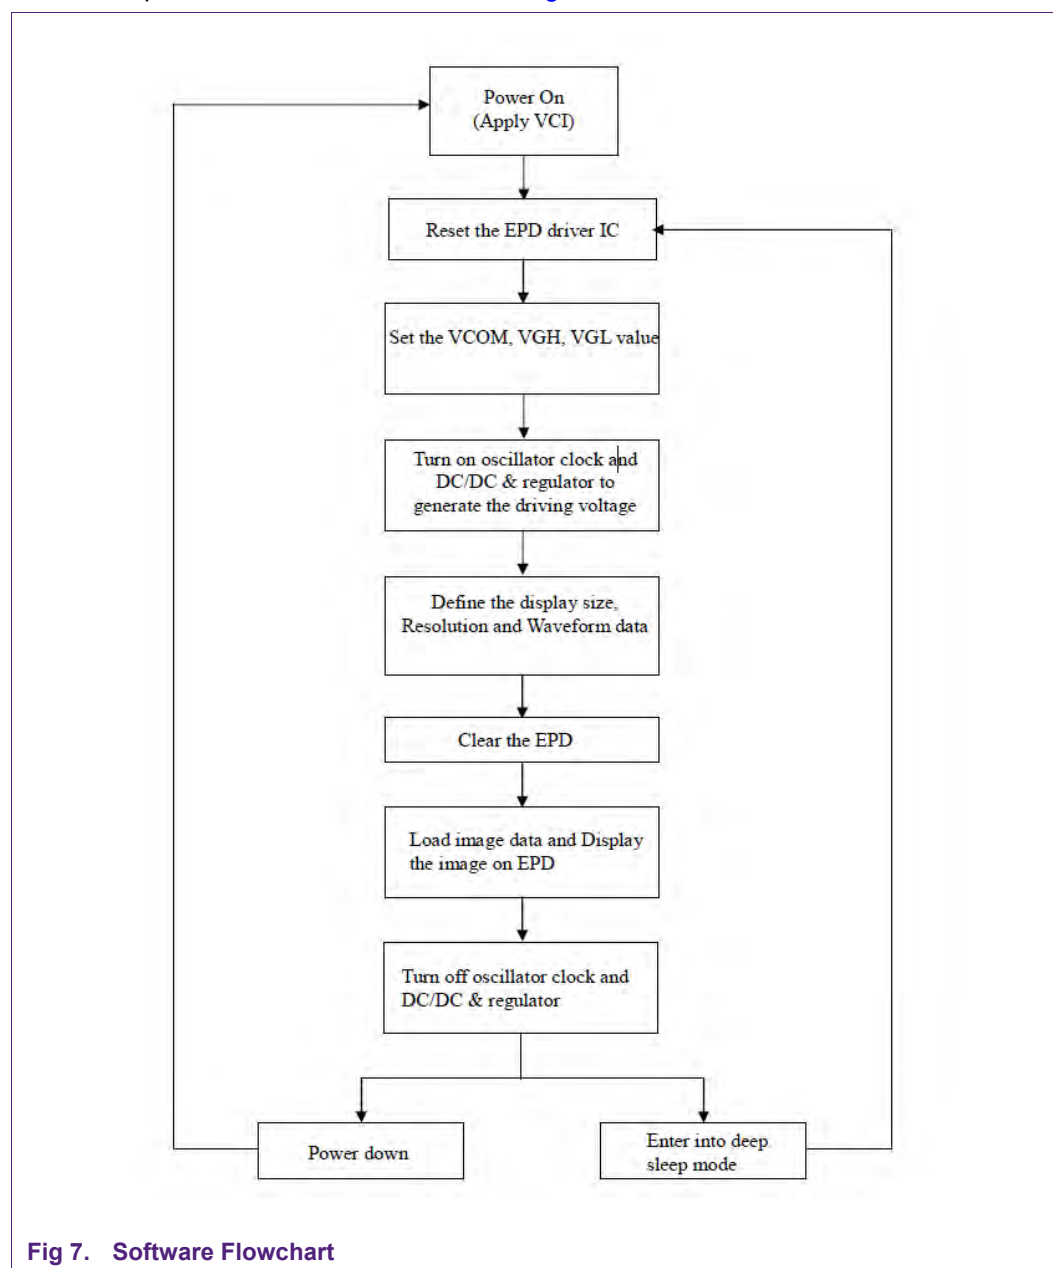 Power On
(Apply VCI)
Reset the EPD driver IC
Set the VCOM, VGH, VGL value
Turn on oscillator clock and
DC/DC & regulator to
generate the driving voltage
Define the display size,
Resolution and Waveform data
Clear the EPD
Load image data and Display
the image on EPD
Turn off oscillator clock and
DC/DC & regulator
Power down
Enter into deep
sleep mode
Fig 7. Software Flowchart